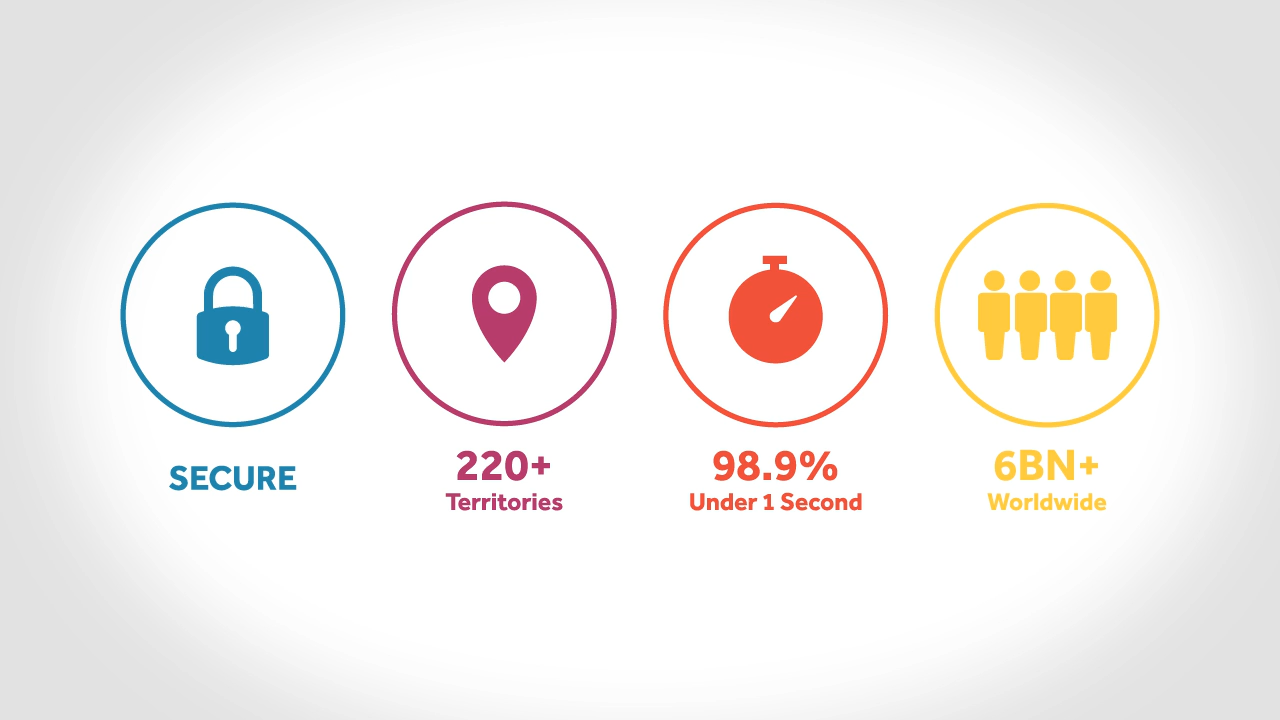 SECURE
220+
Territories
98.9%
Under 1 Second
6BN+
Worldwide